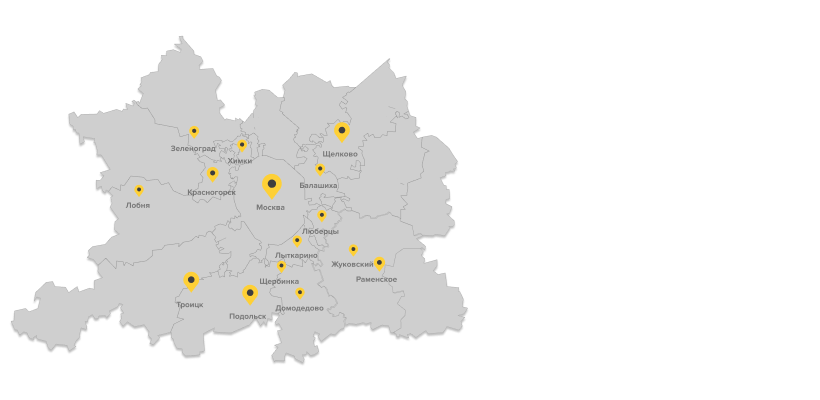 Зеленоград
Щелково
Химки
Балашиха
Красногорск
Лобня
Москва
Люберцы
Лыткарино
Жуковский
Раменское
Щербинка
Троицк
Домодедово
Подольск